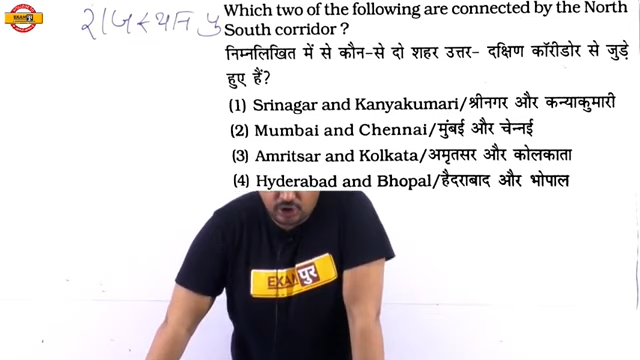 EXAMपुर
राजस्थान पु
Which two of the following are connected by the North
South corridor ?
निम्नलिखित में से कौन-से दो शहर उत्तर- दक्षिण कॉरीडोर से जुड़े
हुए हैं?
(1) Srinagar and Kanyakumari/श्रीनगर और कन्याकुमारी
(2) Mumbai and Chennai/मुंबई और चेन्नई
(3) Amritsar and Kolkata/अमृतसर और कोलकाता
(4) Hyderabad and Bhopal/हैदराबाद और भोपाल
EXAMपुर